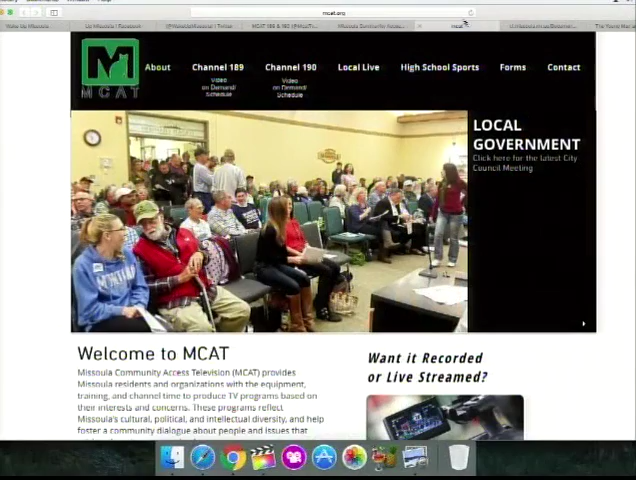 mcat.org
MCAT
About
Channel 189
Channel 190
Local Live
High School Sports
Forms
Contact
Video
on Demand/
Schedule
Video
on Demand/
Schedule
LOCAL
GOVERNMENT
Click here for the latest City
Council Meeting
MONTANA
Welcome to MCAT
Missoula Community Access Television (MCAT) provides
Missoula residents and organizations with the equipment,
training, and channel time to produce TV programs based on
their interests and concerns. These programs reflect
Missoula's cultural, political, and intellectual diversity, and help
foster a community dialogue about people and issues that
Want it Recorded
or Live Streamed?